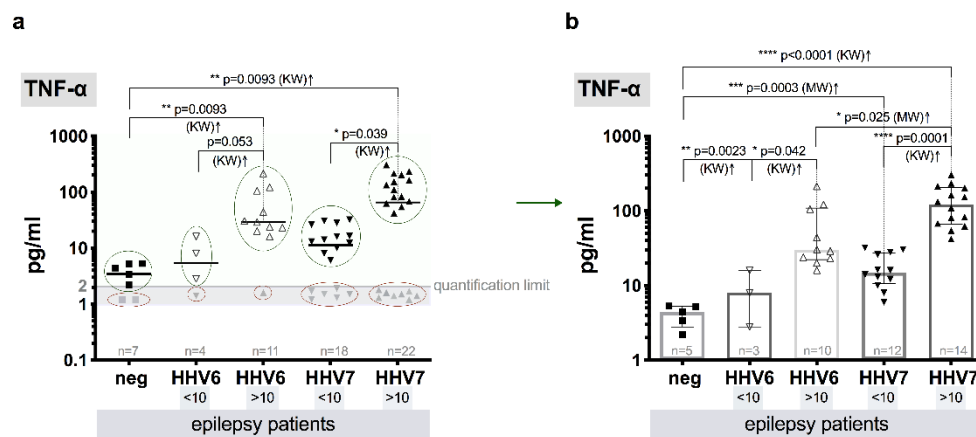 a
TNF-α
** p=0.0093 (KW)↑
** p=0.0093
(KW)↑
p=0.053
(KW)↑
* p=0.039
(KW)↑
pg/ml
1000
100
10
2
1
0.1
quantification limit
n=7 n=4 n=11 n=18 n=22
neg HHV6 HHV6 HHV7 HHV7
<10 >10 <10 >10
epilepsy patients
b
TNF-α
**** p<0.0001 (KW)↑
*** p=0.0003 (MW)↑
* p=0.025 (MW)↑
** p=0.0023
(KW)↑
* p=0.042
(KW)↑
**** p=0.0001
(KW)↑
pg/ml
1000
100
10
1
n=5 n=3 n=10 n=12 n=14
neg HHV6 HHV6 HHV7 HHV7
<10 >10 <10 >10
epilepsy patients